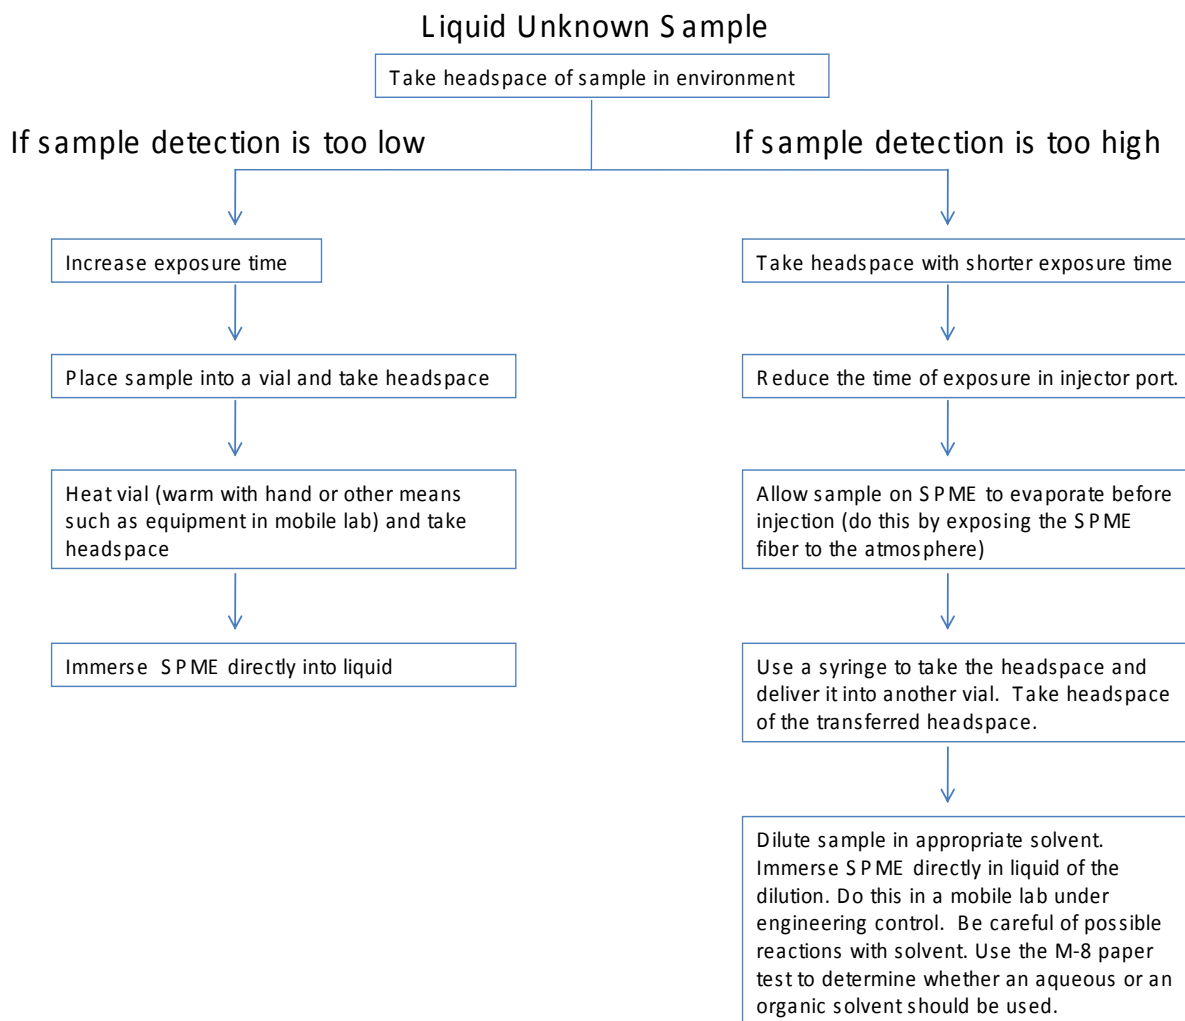 Liquid Unknown Sample
Take headspace of sample in environment
If sample detection is too low
If sample detection is too high
Increase exposure time
Place sample into a vial and take headspace
Heat vial (warm with hand or other means
such as equipment in mobile lab) and take
headspace
Immerse SPME directly into liquid
Take headspace with shorter exposure time
Reduce the time of exposure in injector port.
Allow sample on SPME to evaporate before
injection (do this by exposing the SPME
fiber to the atmosphere)
Use a syringe to take the headspace and
deliver it into another vial. Take headspace
of the transferred headspace.
Dilute sample in appropriate solvent.
Immerse SPME directly in liquid of the
dilution. Do this in a mobile lab under
engineering control. Be careful of possible
reactions with solvent. Use the M-8 paper
test to determine whether an aqueous or an
organic solvent should be used.